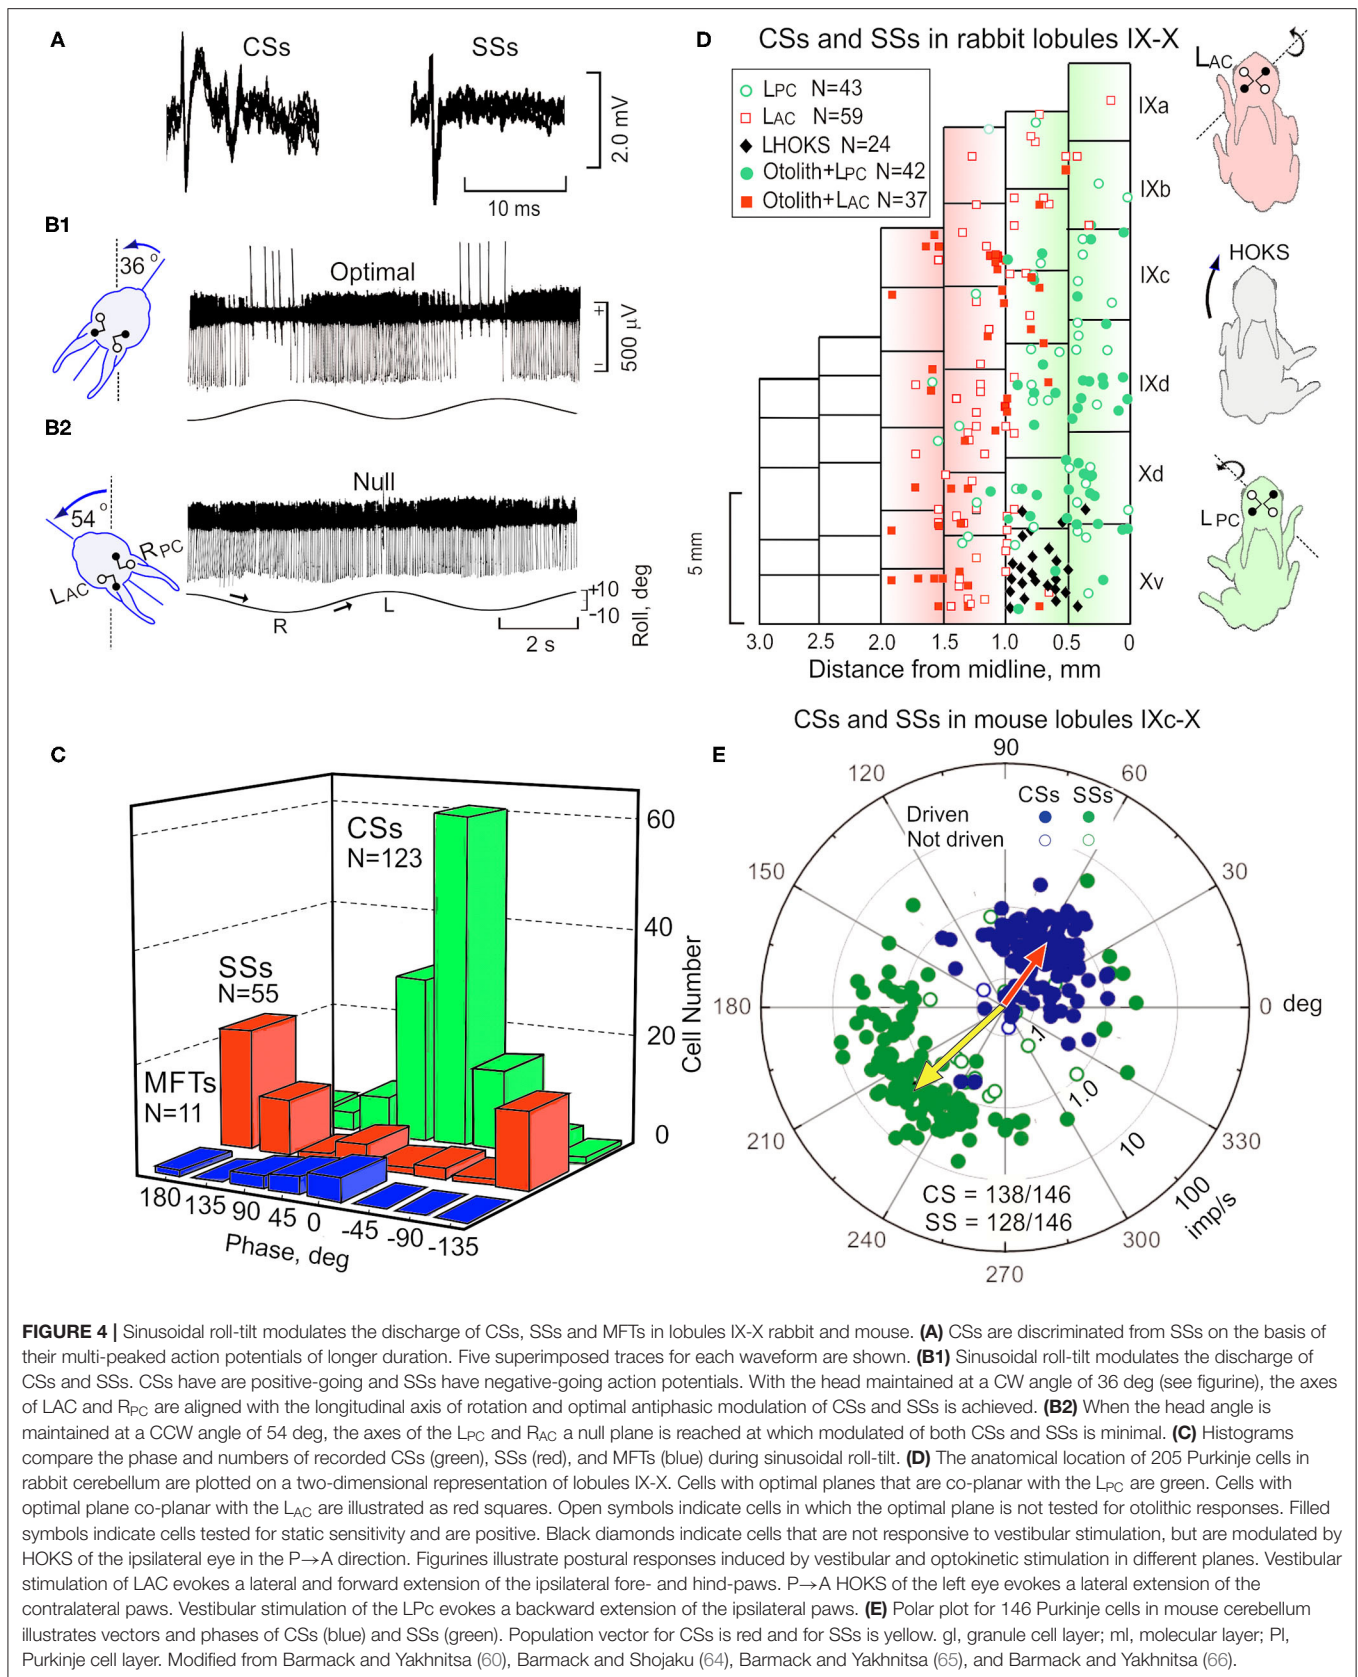 A
CSs
SSs
2.0 mV
10 ms
B1
36 o
Optimal
+
–
500 µV
B2
54 o
RPC
LAC
Null
R
L
+10
-10
Roll, deg
2 s
C
CSs
N=123
SSs
N=55
MFTs
N=11
60
40
20
0
Cell Number
180 135 90 45 0 -45 -90 -135
Phase, deg
D
CSs and SSs in rabbit lobules IX-X
LPC N=43
LAC N=59
LHOKS N=24
Otolith+LPC N=42
Otolith+LAC N=37
IXa
IXb
IXc
IXd
Xd
Xv
5 mm
3.0 2.5 2.0 1.5 1.0 0.5 0
Distance from midline, mm
LAC
HOKS
LPC
CSs and SSs in mouse lobules IXc-X
E
90
120
60
150
30
180
0 deg
210
330
240
300
270
CSs SSs
Driven
Not driven
.1
1.0
10
100
imp/s
CS = 138/146
SS = 128/146
FIGURE 4 | Sinusoidal roll-tilt modulates the discharge of CSs, SSs and MFTs in lobules IX-X rabbit and mouse. (A) CSs are discriminated from SSs on the basis of
their multi-peaked action potentials of longer duration. Five superimposed traces for each waveform are shown. (B1) Sinusoidal roll-tilt modulates the discharge of
CSs and SSs. CSs have are positive-going and SSs have negative-going action potentials. With the head maintained at a CW angle of 36 deg (see figurine), the axes
of LAC and RPC are aligned with the longitudinal axis of rotation and optimal antiphasic modulation of CSs and SSs is achieved. (B2) When the head angle is
maintained at a CCW angle of 54 deg, the axes of the LPC and RAC a null plane is reached at which modulated of both CSs and SSs is minimal. (C) Histograms
compare the phase and numbers of recorded CSs (green), SSs (red), and MFTs (blue) during sinusoidal roll-tilt. (D) The anatomical location of 205 Purkinje cells in
rabbit cerebellum are plotted on a two-dimensional representation of lobules IX-X. Cells with optimal planes that are co-planar with the LPC are green. Cells with
optimal plane co-planar with the LAC are illustrated as red squares. Open symbols indicate cells in which the optimal plane is not tested for otolithic responses. Filled
symbols indicate cells tested for static sensitivity and are positive. Black diamonds indicate cells that are not responsive to vestibular stimulation, but are modulated by
HOKS of the ipsilateral eye in the P→A direction. Figurines illustrate postural responses induced by vestibular and optokinetic stimulation in different planes. Vestibular
stimulation of LAC evokes a lateral and forward extension of the ipsilateral fore- and hind-paws. P→A HOKS of the left eye evokes a lateral extension of the
contralateral paws. Vestibular stimulation of the LPc evokes a backward extension of the ipsilateral paws. (E) Polar plot for 146 Purkinje cells in mouse cerebellum
illustrates vectors and phases of CSs (blue) and SSs (green). Population vector for CSs is red and for SSs is yellow. gl, granule cell layer; ml, molecular layer; Pl,
Purkinje cell layer. Modified from Barmack and Yakhnitsa (60), Barmack and Shojaku (64), Barmack and Yakhnitsa (65), and Barmack and Yakhnitsa (66).